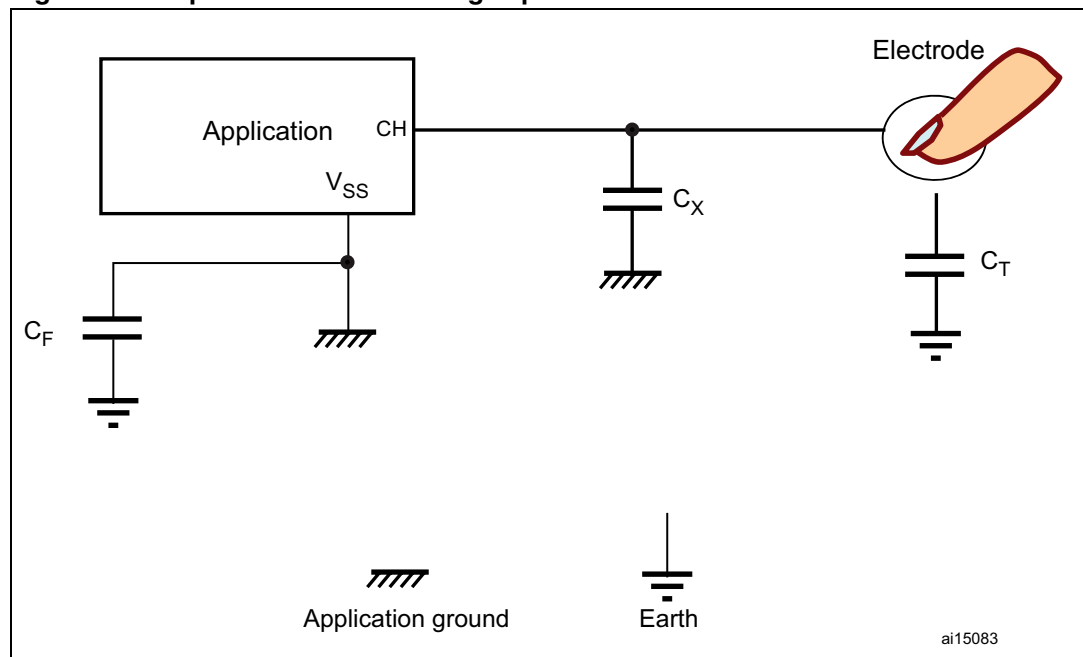 Electrode
Application
CH
VSS
CX
CT
CF
Application ground
Earth
ai15083